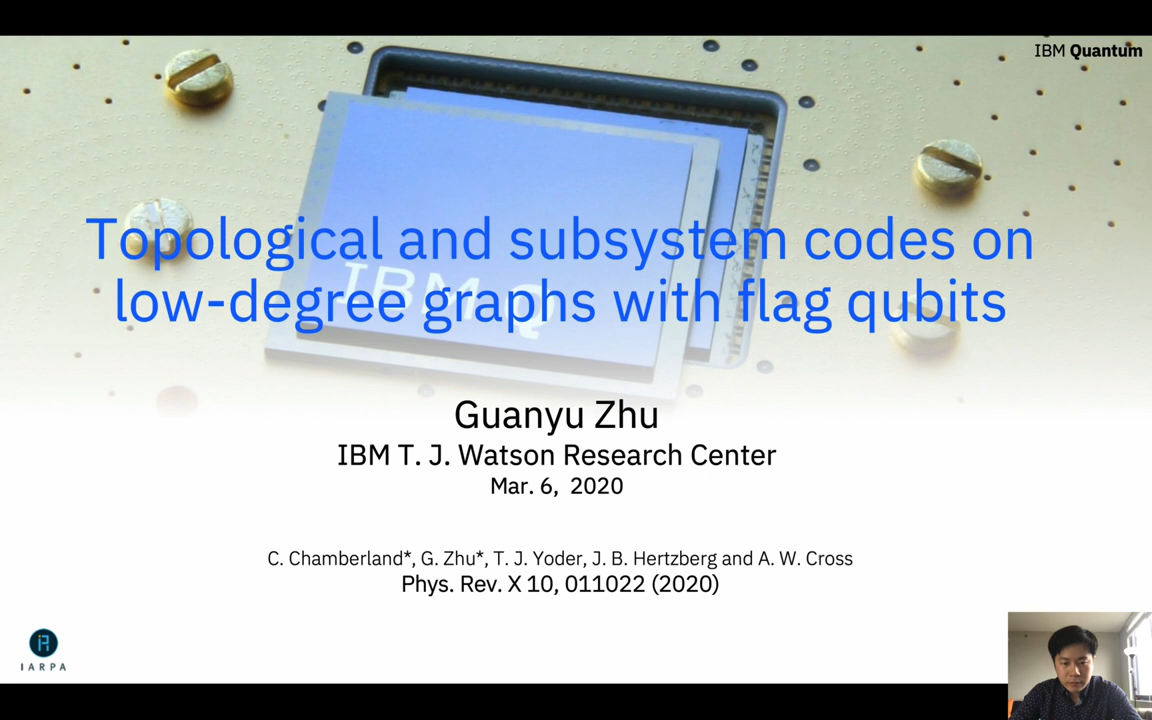 IBM Quantum
Topological and subsystem codes on
low-degree graphs with flag qubits
IBM Q
Guanyu Zhu
IBM T. J. Watson Research Center
Mar. 6, 2020
C. Chamberland*, G. Zhu*, T. J. Yoder, J. B. Hertzberg and A. W. Cross
Phys. Rev. X 10, 011022 (2020)
IARPA